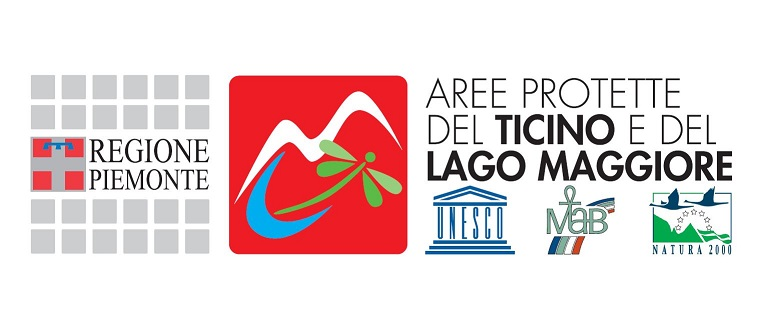 REGIONE
PIEMONTE
AREE PROTETTE
DEL TICINO E DEL
LAGO MAGGIORE
UNESCO
MAB
NATURA 2000